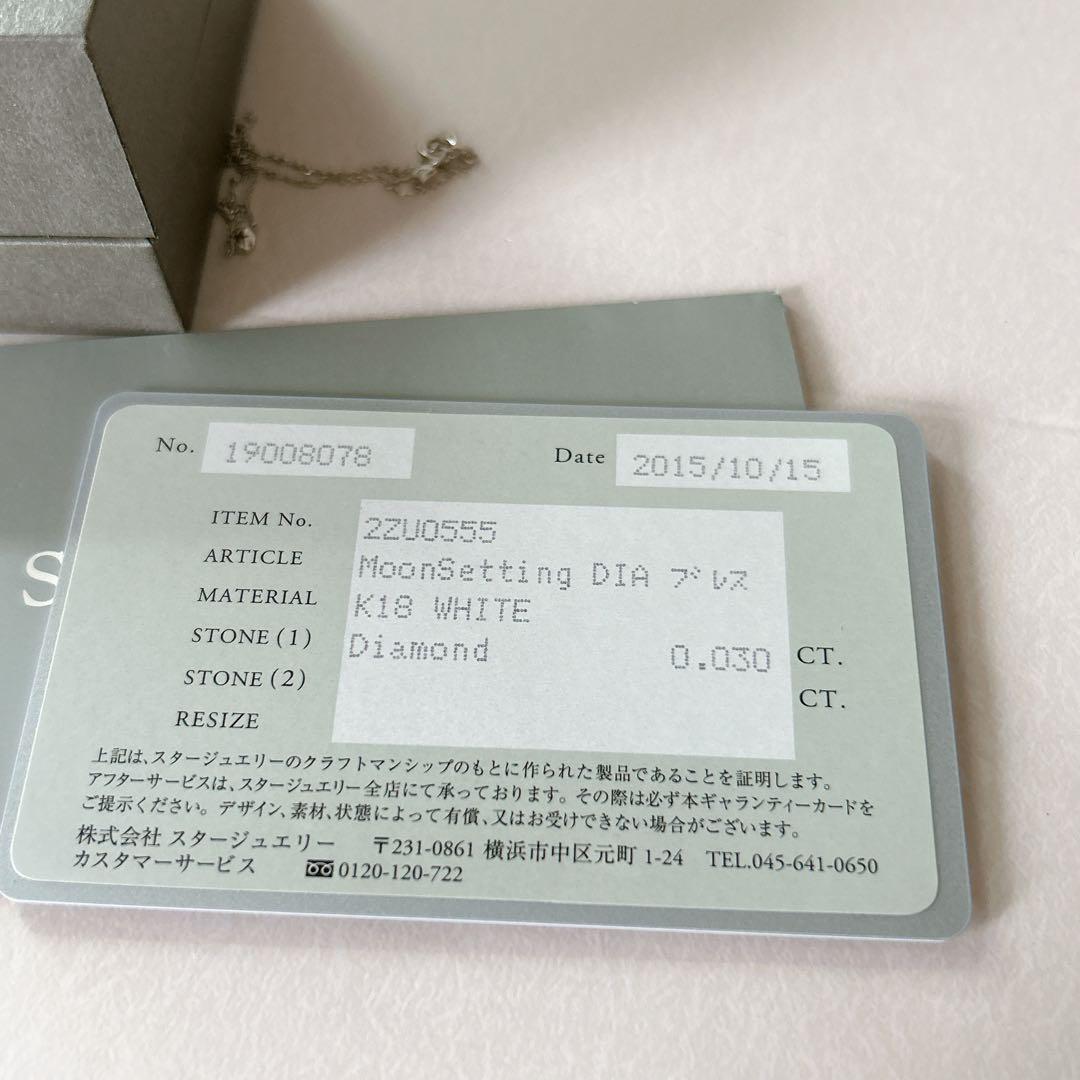 No. 19008078 Date 2015/10/15
ITEM No. 2ZU0555
ARTICLE MoonSetting DIA ブレス
MATERIAL K18 WHITE
STONE (1) Diamond 0.030 CT.
STONE (2) CT.
RESIZE
S
上記は、スタージュエリーのクラフトマンシップのもとに作られた製品であることを証明します。
アフターサービスは、スタージュエリー全店にて承っております。その際は必ず本ギャランティーカードを
ご提示ください。デザイン、素材、状態によって有償、又はお受けできない場合がございます。
株式会社 スタージュエリー 〒231-0861 横浜市中区元町 1-24 TEL.045-641-0650
カスタマーサービス 0120-120-722